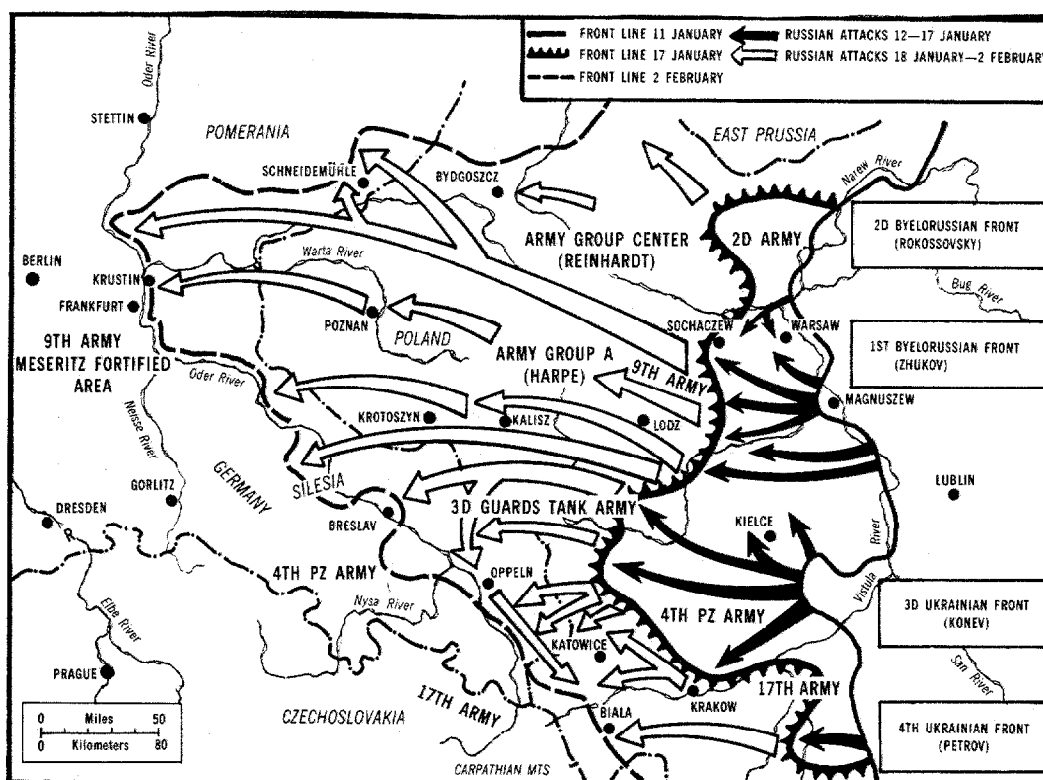 FRONT LINE 11 JANUARY
RUSSIAN ATTACKS 12—17 JANUARY
FRONT LINE 17 JANUARY
RUSSIAN ATTACKS 18 JANUARY—2 FEBRUARY
FRONT LINE 2 FEBRUARY
Oder River
STETTIN
POMERANIA
EAST PRUSSIA
Narew River
SCHNEIDEMÜHLE
BYDGOSZCZ
2D BYELORUSSIAN FRONT
(ROKOSSOVSKY)
ARMY GROUP CENTER
(REINHARDT)
2D ARMY
Warta River
BERLIN
KRUSTIN
FRANKFURT
Bug River
POZNAN
POLAND
SOCHACZEW
WARSAW
1ST BYELORUSSIAN FRONT
(ZHUKOV)
9TH ARMY
MESERITZ FORTIFIED
AREA
Oder River
ARMY GROUP A
(HARPE)
9TH ARMY
MAGNUSZEW
KROTOSZYN
KALISZ
LODZ
Neisse River
GERMANY
SILESIA
GORLITZ
LUBLIN
DRESDEN
BRESLAV
3D GUARDS TANK ARMY
KIELCE
River
Vistula
4TH PZ ARMY
OPPELN
Nysa River
Elbe River
4TH PZ ARMY
3D UKRAINIAN FRONT
(KONEV)
KATOWICE
PRAGUE
San River
17TH ARMY
KRAKOW
17TH ARMY
0 Miles 50
0 Kilometers 80
CZECHOSLOVAKIA
BIALA
4TH UKRAINIAN FRONT
(PETROV)
CARPATHIAN MTS